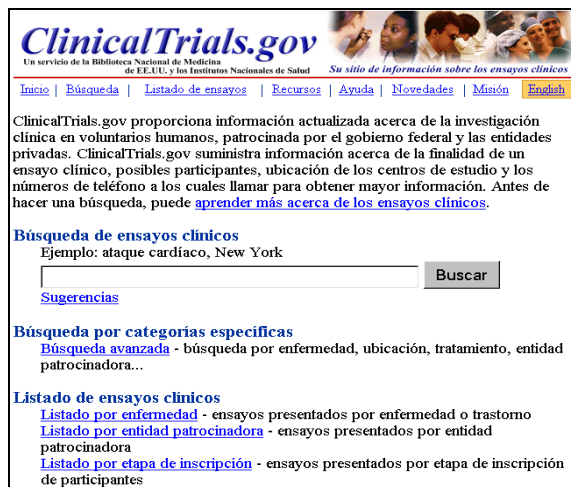 ClinicalTrials.gov
Un servicio de la Biblioteca Nacional de Medicina
de EE.UU. y los Institutos Nacionales de Salud
Su sitio de información sobre los ensayos clínicos
Inicio | Búsqueda | Listado de ensayos | Recursos | Ayuda | Novedades | Misión English
ClinicalTrials.gov proporciona información actualizada acerca de la investigación
clínica en voluntarios humanos, patrocinada por el gobierno federal y las entidades
privadas. ClinicalTrials.gov suministra información acerca de la finalidad de un
ensayo clínico, posibles participantes, ubicación de los centros de estudio y los
números de teléfono a los cuales llamar para obtener mayor información. Antes de
hacer una búsqueda, puede aprender más acerca de los ensayos clínicos.
Búsqueda de ensayos clínicos
Ejemplo: ataque cardíaco, New York
Buscar
Sugerencias
Búsqueda por categorías específicas
Búsqueda avanzada - búsqueda por enfermedad, ubicación, tratamiento, entidad
patrocinadora...
Listado de ensayos clínicos
Listado por enfermedad - ensayos presentados por enfermedad o trastorno
Listado por entidad patrocinadora - ensayos presentados por entidad
patrocinadora
Listado por etapa de inscripción - ensayos presentados por etapa de inscripción
de participantes